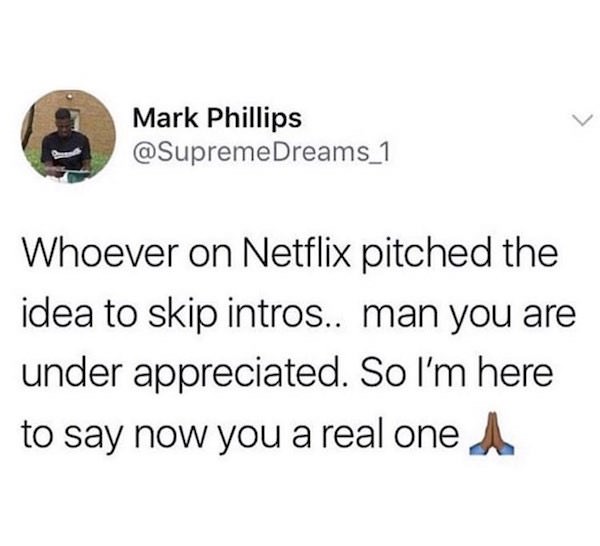 Mark Phillips
@SupremeDreams_1
Whoever on Netflix pitched the
idea to skip intros.. man you are
under appreciated. So I'm here
to say now you a real one 🙏🏾